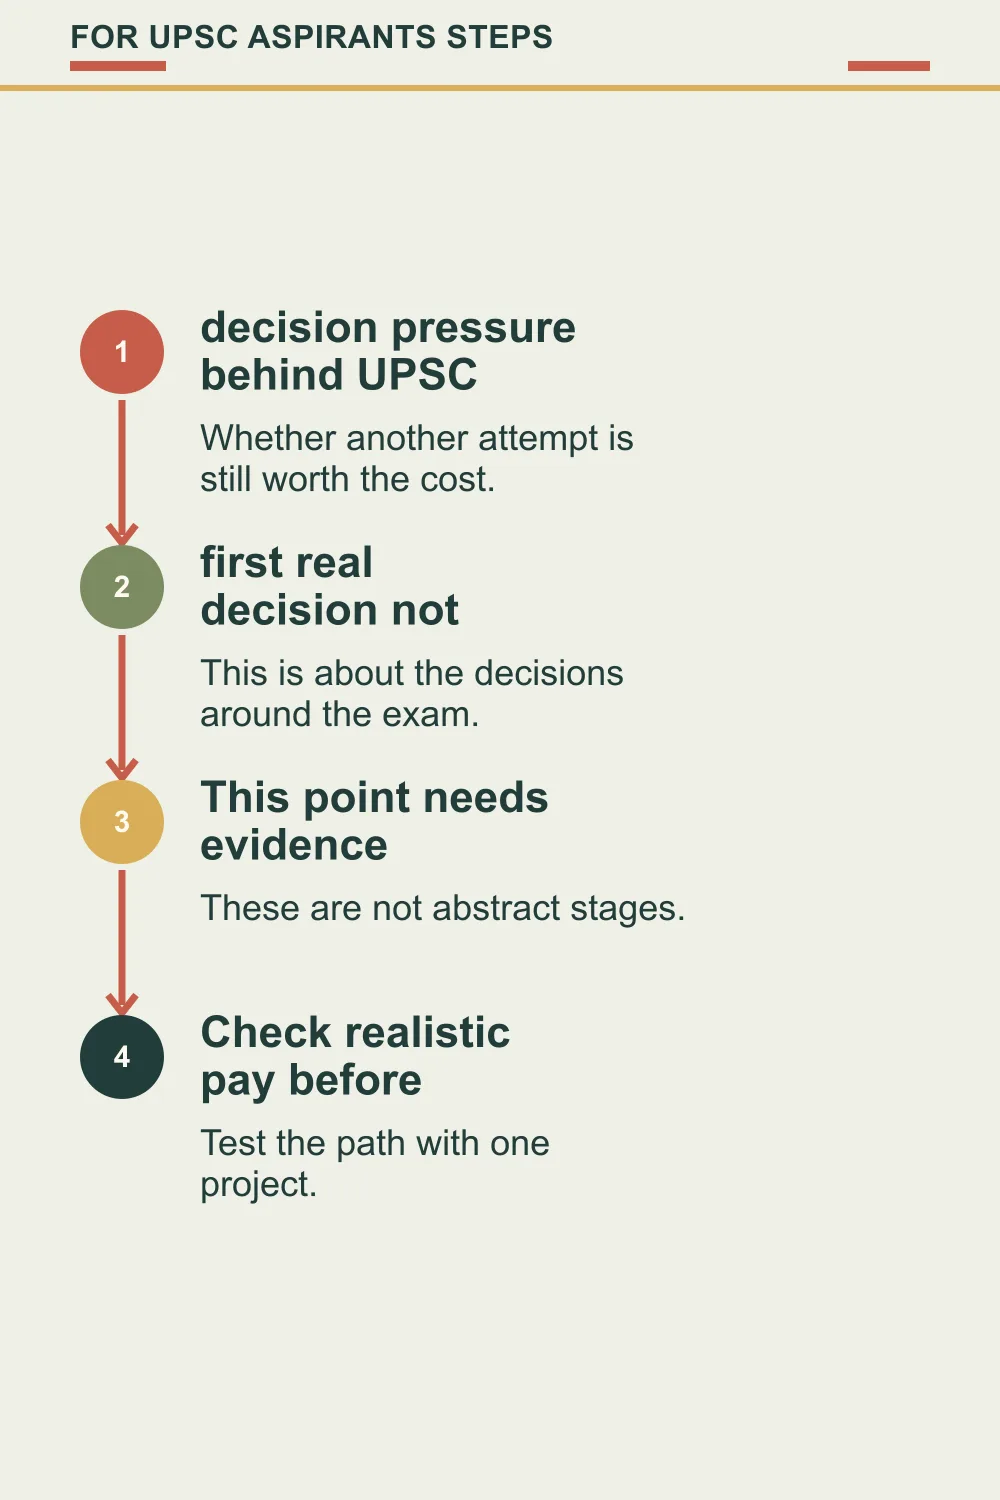 FOR UPSC ASPIRANTS STEPS
1
decision pressure
behind UPSC
Whether another attempt is
still worth the cost.
2
first real
decision not
This is about the decisions
around the exam.
3
This point needs
evidence
These are not abstract stages.
4
Check realistic
pay before
Test the path with one
project.